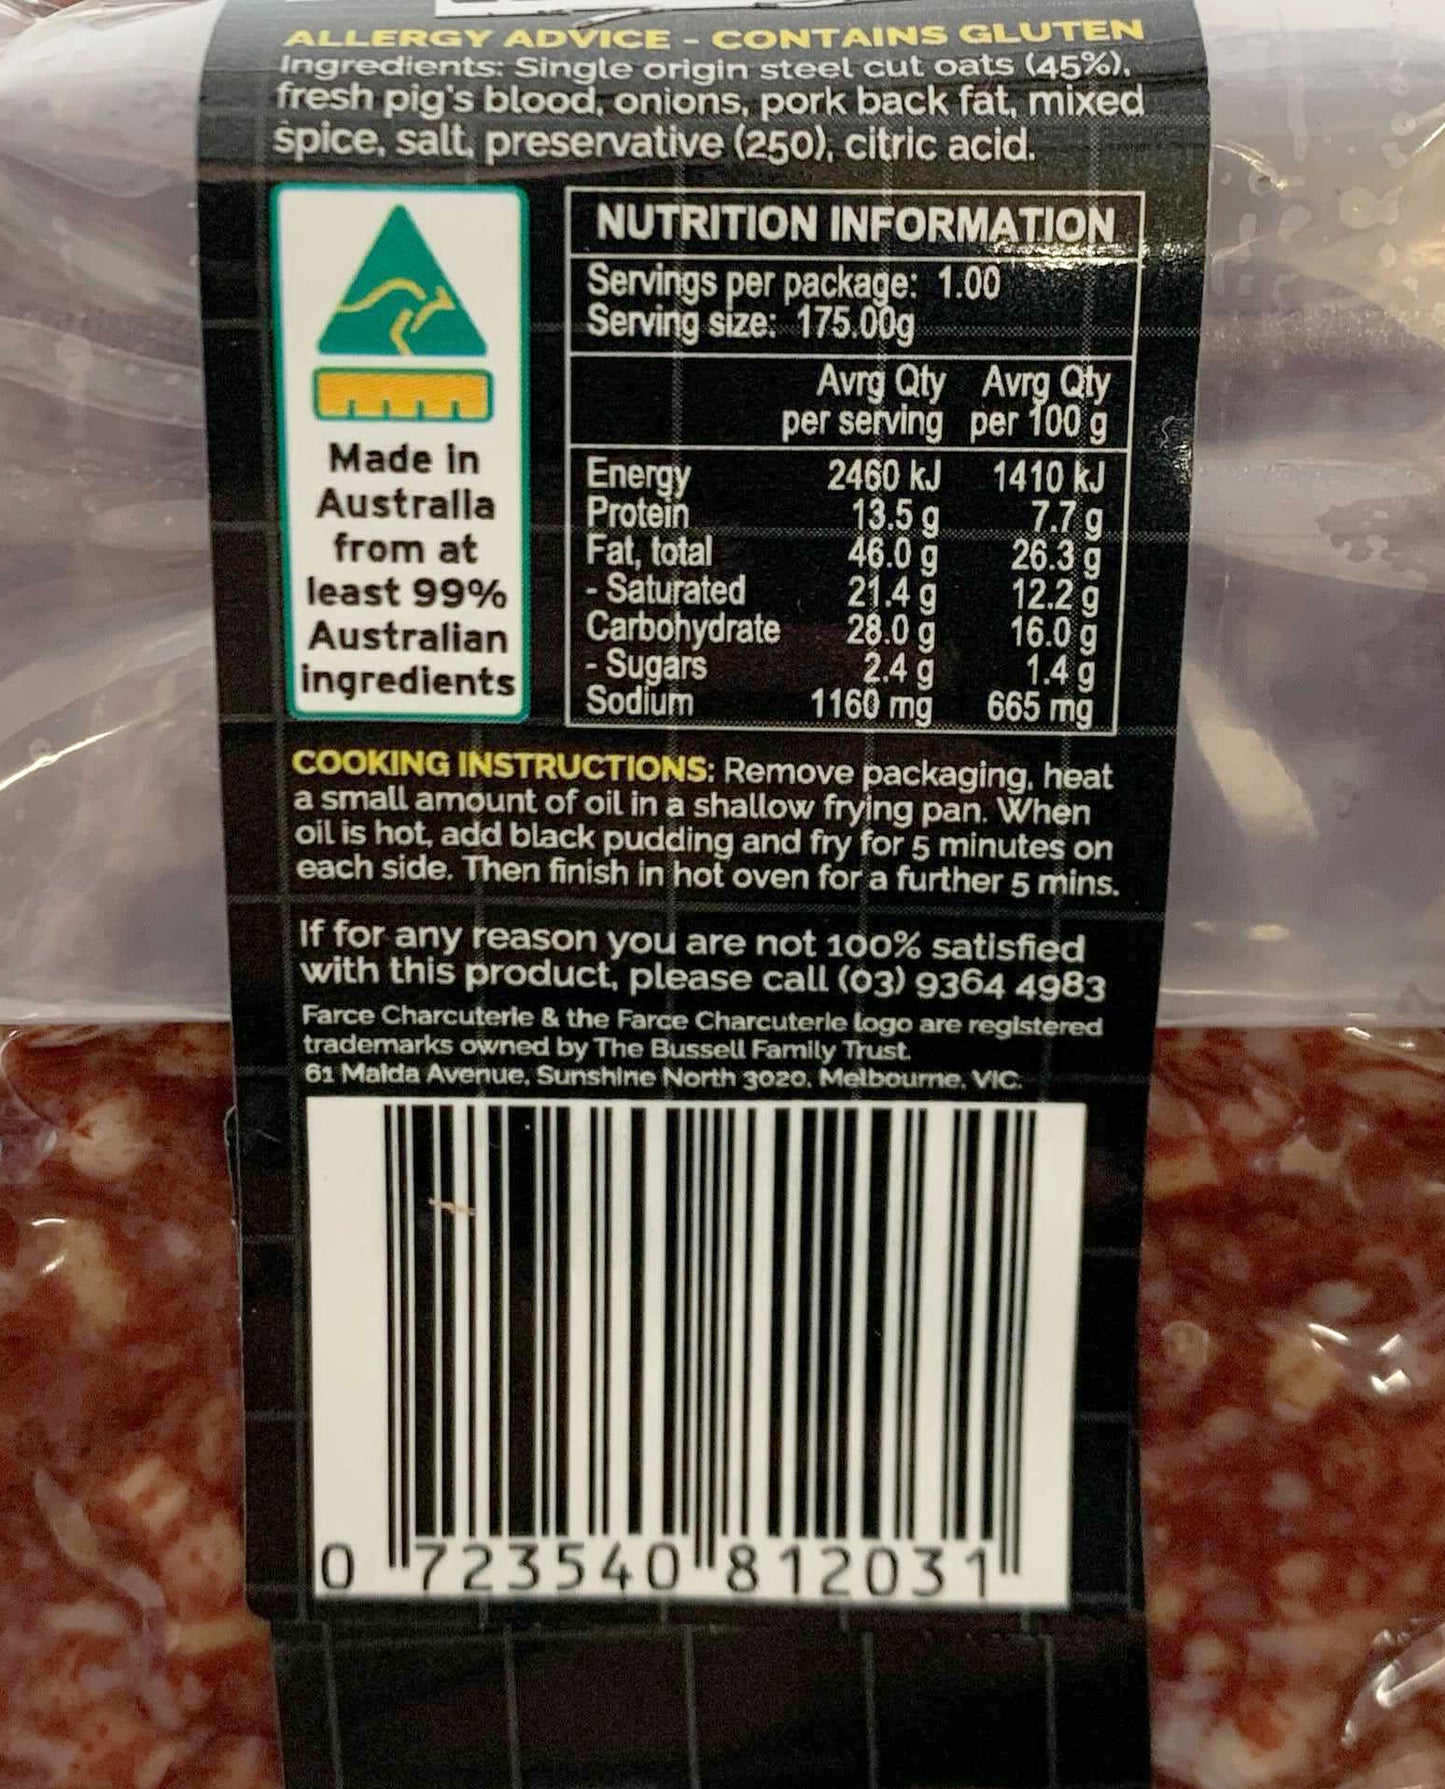 ALLERGY ADVICE - CONTAINS GLUTEN
Ingredients: Single origin steel cut oats (45%),
fresh pig's blood, onions, pork back fat, mixed
spice, salt, preservative (250), citric acid.
Made in
Australia
from at
least 99%
Australian
ingredients
NUTRITION INFORMATION
Servings per package: 1.00
Serving size: 175.00g
Avrg Qty Avrg Qty
per serving per 100 g
Energy 2460 kJ 1410 kJ
Protein 13.5 g 7.7 g
Fat, total 46.0 g 26.3 g
- Saturated 21.4 g 12.2 g
Carbohydrate 28.0 g 16.0 g
- Sugars 2.4 g 1.4 g
Sodium 1160 mg 665 mg
COOKING INSTRUCTIONS: Remove packaging, heat
a small amount of oil in a shallow frying pan. When
oil is hot, add black pudding and fry for 5 minutes on
each side. Then finish in hot oven for a further 5 mins.
If for any reason you are not 100% satisfied
with this product, please call (03) 9364 4983
Farce Charcuterie & the Farce Charcuterie logo are registered
trademarks owned by The Bussell Family Trust.
61 Maida Avenue, Sunshine North 3020, Melbourne, VIC.
0 723540 812031